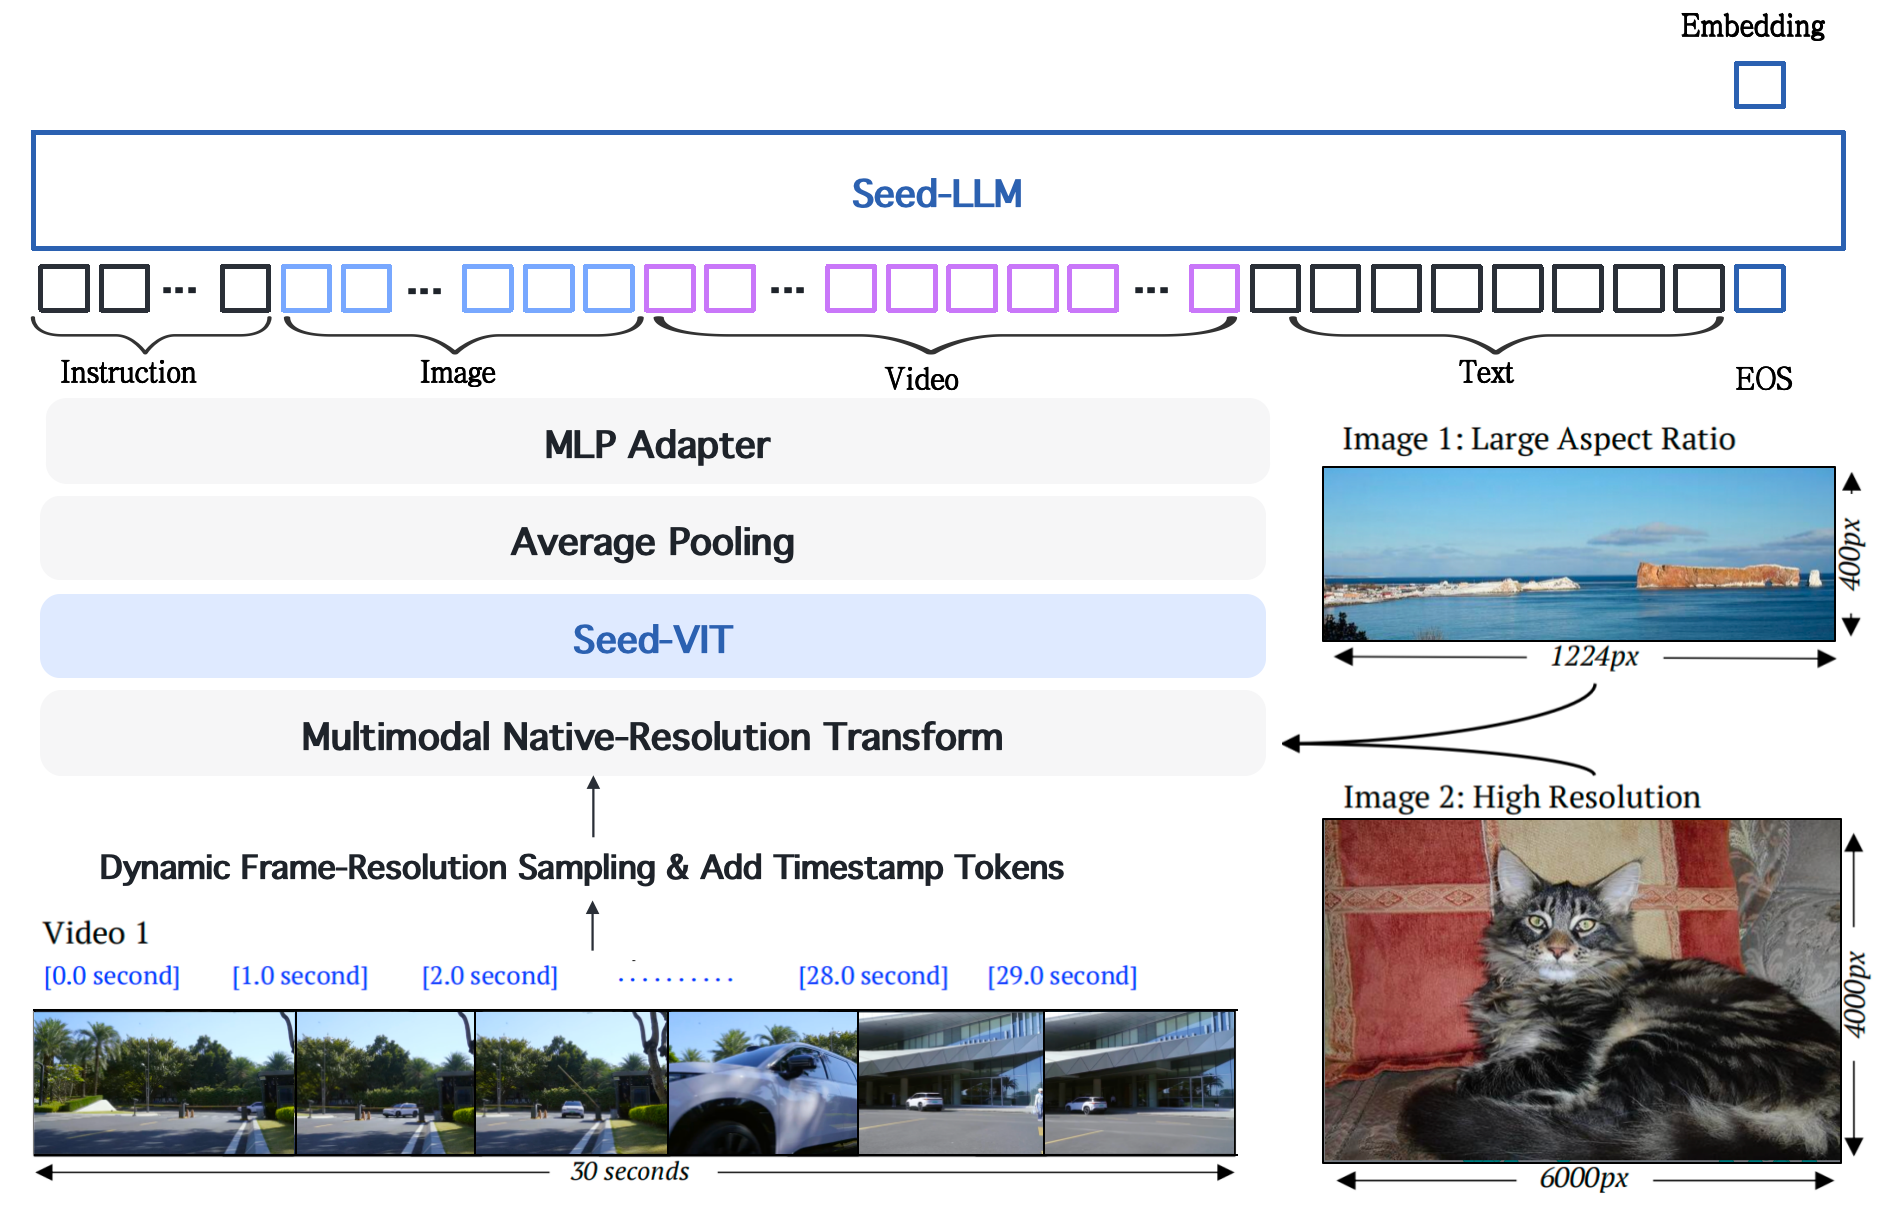 Embedding
Seed-LLM
Instruction
Image
Video
Text
EOS
MLP Adapter
Average Pooling
Seed-VIT
Multimodal Native-Resolution Transform
Dynamic Frame-Resolution Sampling & Add Timestamp Tokens
Video 1
[0.0 second] [1.0 second] [2.0 second] .......... [28.0 second] [29.0 second]
30 seconds
Image 1: Large Aspect Ratio
400px
1224px
Image 2: High Resolution
4000px
6000px